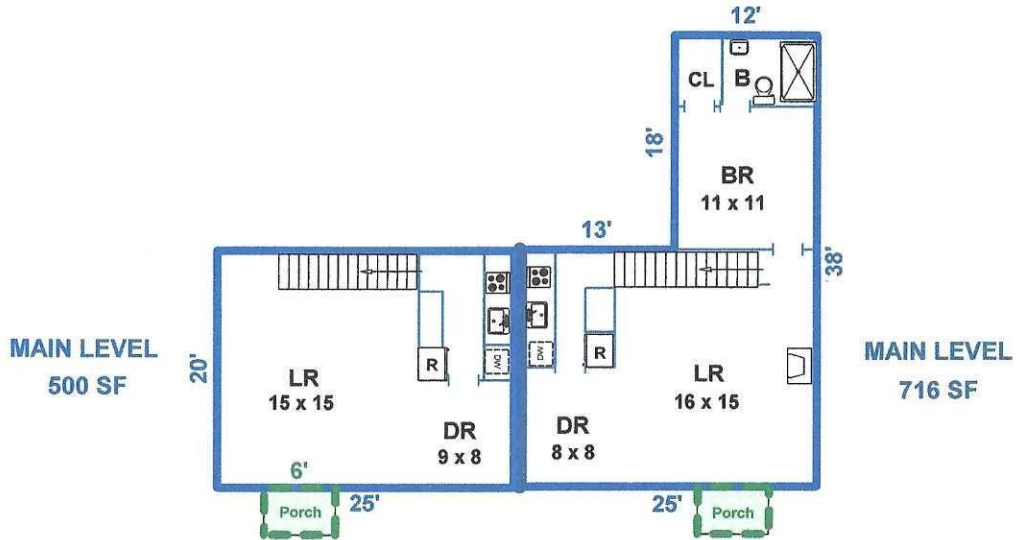 12'
CL
B
18'
BR
11 x 11
13'
38'
MAIN LEVEL
500 SF
20'
R
DW
LR
15 x 15
DR
9 x 8
DW
R
LR
16 x 15
DR
8 x 8
MAIN LEVEL
716 SF
6'
Porch
25'
25'
Porch